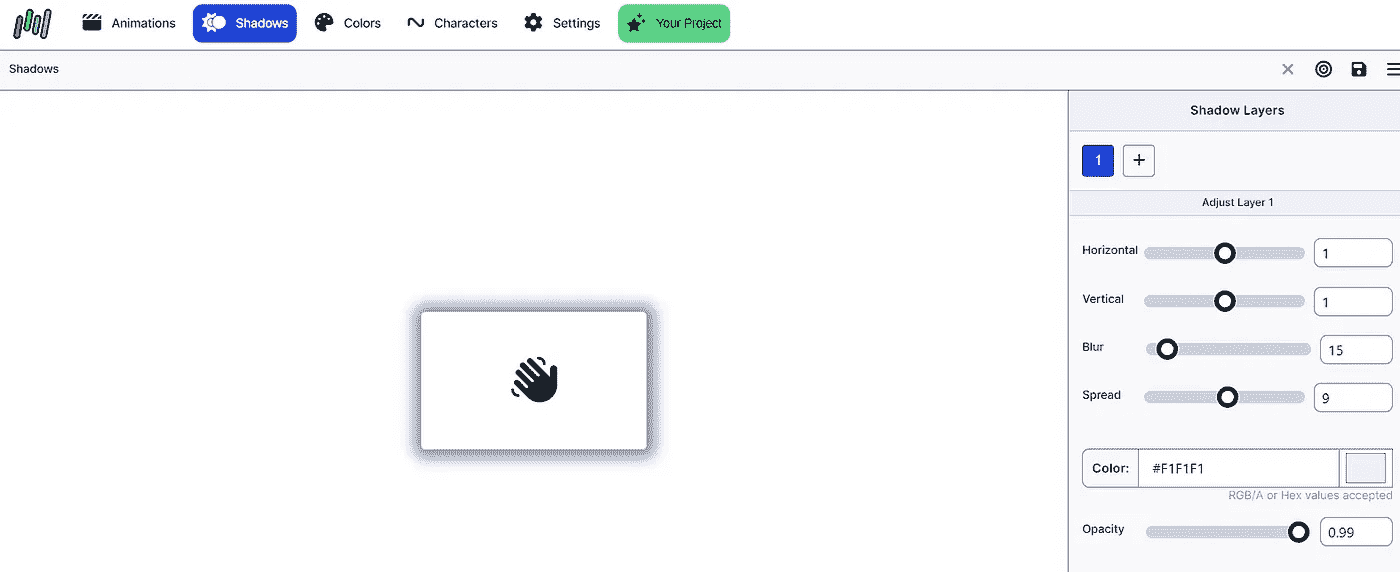 Animations Shadows Colors Characters Settings Your Project
Shadows
Shadow Layers
1 +
Adjust Layer 1
Horizontal 1
Vertical 1
Blur 15
Spread 9
Color: #F1F1F1
RGB/A or Hex values accepted
Opacity 0.99